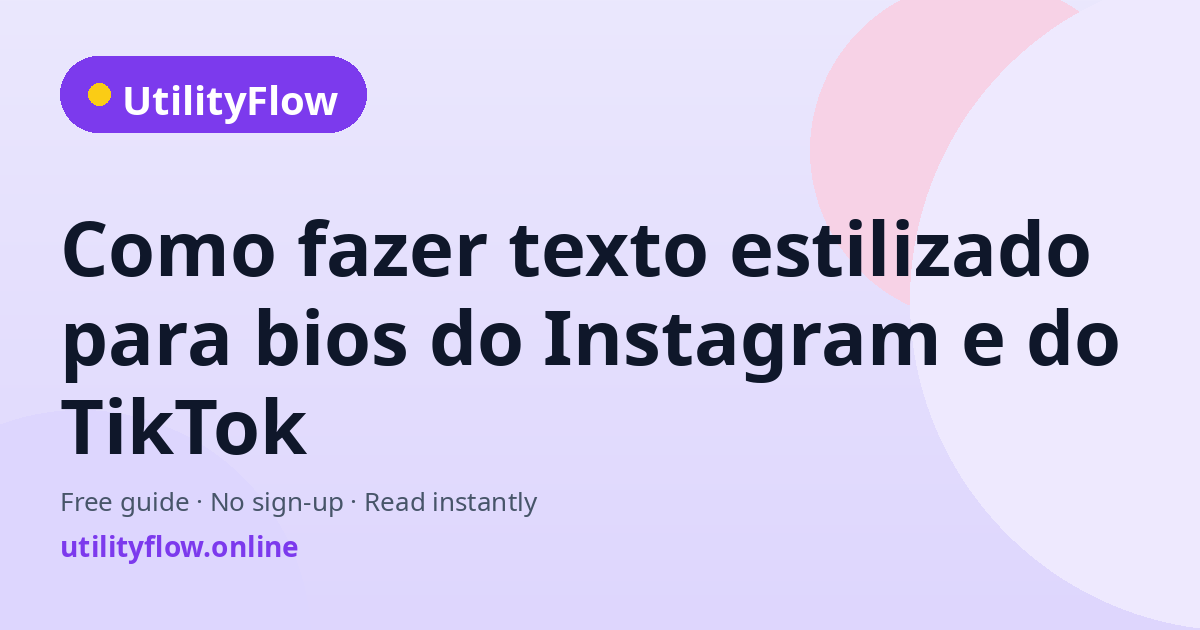 UtilityFlow
Como fazer texto estilizado
para bios do Instagram e do
TikTok
Free guide · No sign-up · Read instantly
utilityflow.online